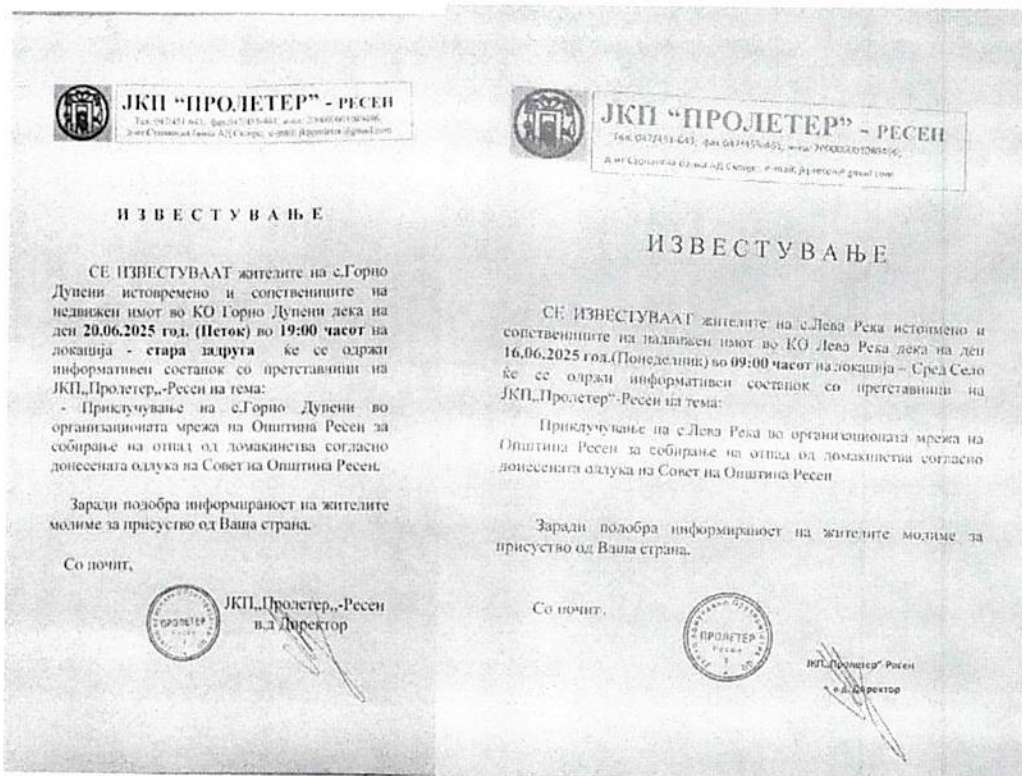 ЈКП “ПРОЛЕТЕР” - РЕСЕН
И З В Е С Т У В А Њ Е
СЕ ИЗВЕСТУВААТ жителите на с.Горно
Дупени истовремено и сопствениците на
недвижен имот во КО Горно Дупени дека на
ден 20.06.2025 год. (Петок) во 19:00 часот на
локација - стара задруга ќе се одржи
информативен состанок со претставници на
ЈКП„Пролетер„-Ресен на тема:
- Приклучување на с.Горно Дупени во
организационата мрежа на Општина Ресен за
собирање на отпад од домакинства согласно
донесената одлука на Совет на Општина Ресен.
Заради подобра информираност на жителите
молиме за присуство од Ваша страна.
Со почит,
ПРОЛЕТЕР
Ресен
ЈКП„Пролетер„-Ресен
в.д Директор
ЈКП “ПРОЛЕТЕР” - РЕСЕН
ИЗВЕСТУВАЊЕ
СЕ ИЗВЕСТУВААТ жителите на с.Лева Река истоимено и
сопствениците на надвижен имот во КО Лева Река дека на ден
16.06.2025 год.(Понеделник) во 09:00 часот на локација – Сред Село
ќе се одржи информативен состанок со претставници на
ЈКП„Пролетер“-Ресен на тема:
Приклучување на с.Лева Река во организационата мрежа на
Општина Ресен за собирање на отпад од домакинства согласно
донесената одлука на Совет на Општина Ресен
Заради подобра информираност на жителите молиме за
присуство од Ваша страна.
Со почит,
ПРОЛЕТЕР
Ресен
ЈКП„Пролетер“-Ресен
в.д. Директор